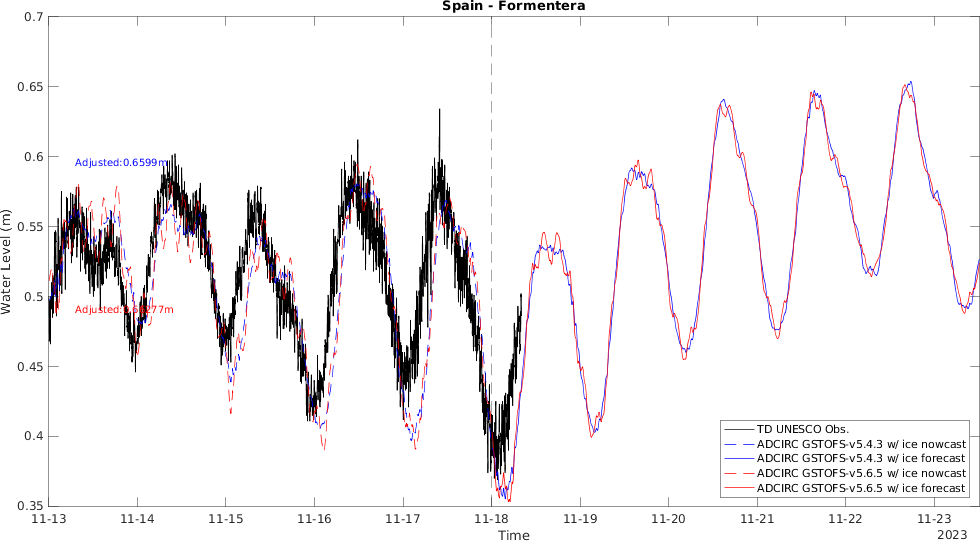 Spain - Formentera
0.7
0.65
0.6
0.55
0.5
0.45
0.4
0.35
Water Level (m)
Adjusted:0.6599m
11-13
11-14
11-15
11-16
11-17
11-18
11-19
11-20
11-21
11-22
11-23
2023
Time
TD UNESCO Obs.
ADCIRC GSTOFS-v5.4.3 w/ ice nowcast
ADCIRC GSTOFS-v5.4.3 w/ ice forecast
ADCIRC GSTOFS-v5.6.5 w/ ice nowcast
ADCIRC GSTOFS-v5.6.5 w/ ice forecast